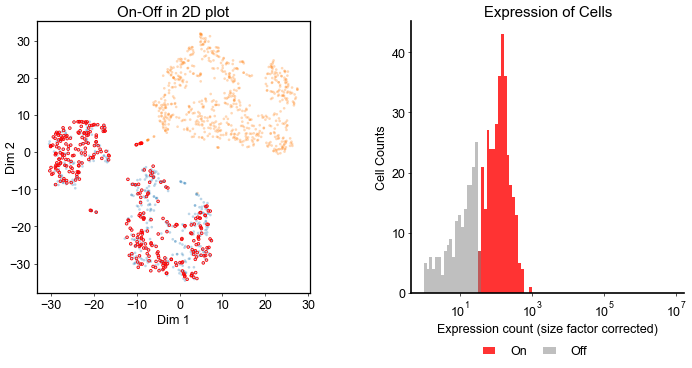 On-Off in 2D plot
30
20
10
0
−10
−20
−30
Dim 2
−30 −20 −10 0 10 20 30
Dim 1
Expression of Cells
40
30
20
10
0
Cell Counts
10^1 10^3 10^5 10^7
Expression count (size factor corrected)
On Off